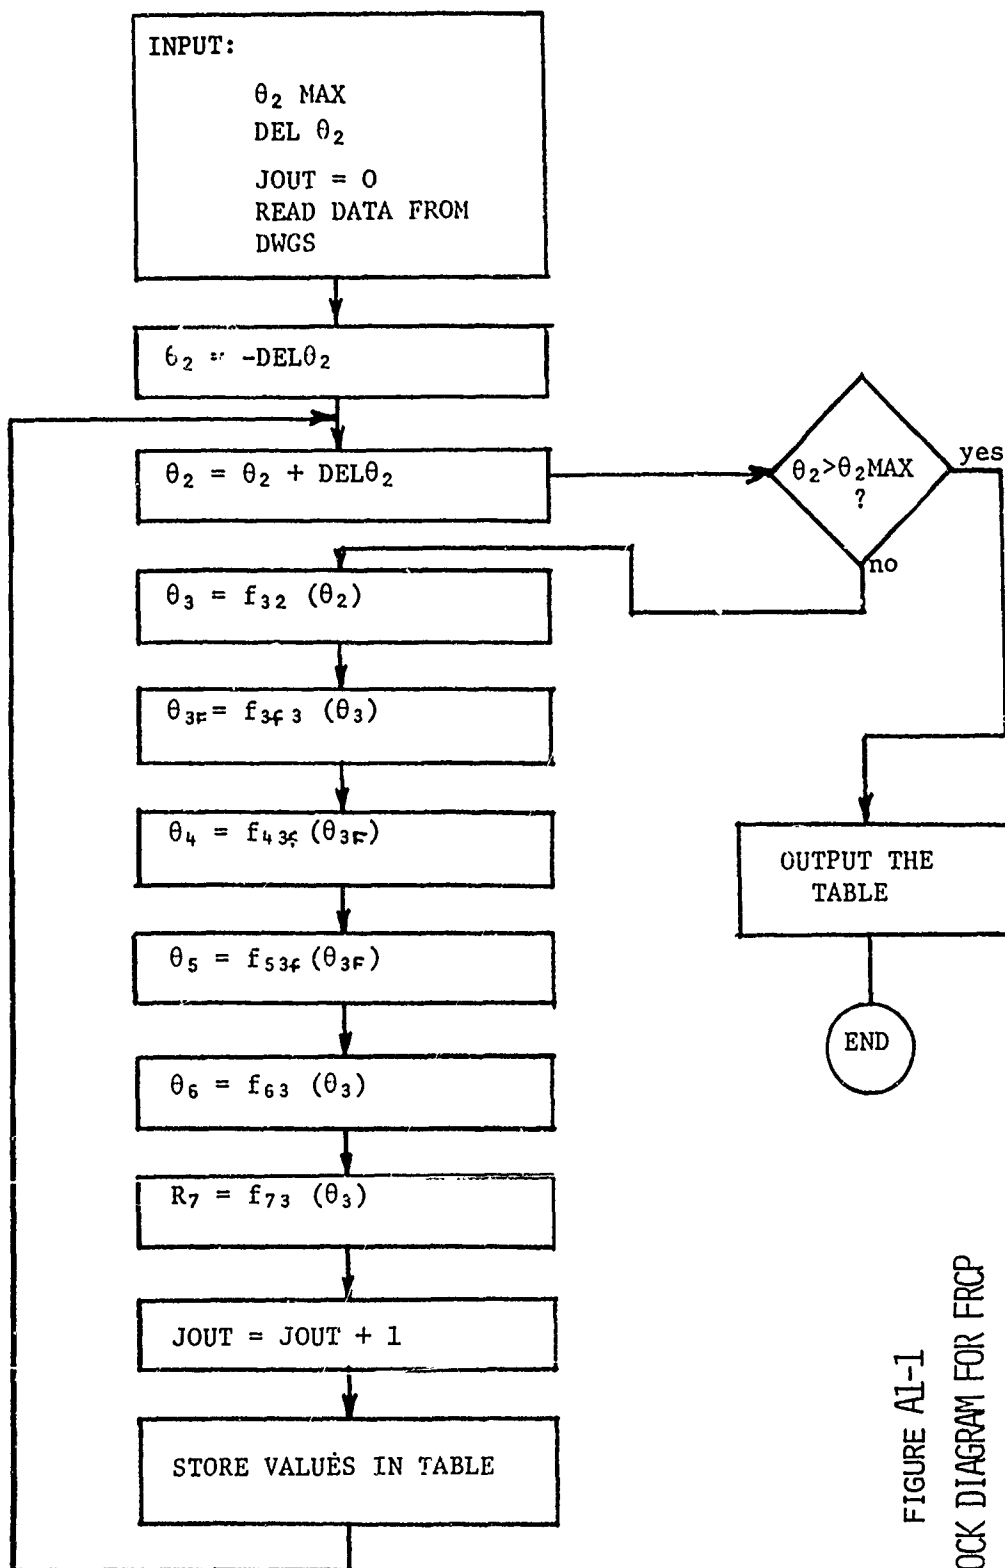 INPUT:
θ₂ MAX
DEL θ₂
JOUT = 0
READ DATA FROM
DWGS
θ₂ = -DELθ₂
θ₂ = θ₂ + DELθ₂
θ₂>θ₂MAX
?
yes
no
θ₃ = f₃₂ (θ₂)
θ₃F = f₃f₃ (θ₃)
θ₄ = f₄₃f (θ₃F)
θ₅ = f₅₃f (θ₃F)
θ₆ = f₆₃ (θ₃)
R₇ = f₇₃ (θ₃)
JOUT = JOUT + 1
STORE VALUES IN TABLE
OUTPUT THE
TABLE
END
FIGURE A1-1
OCK DIAGRAM FOR FRCP